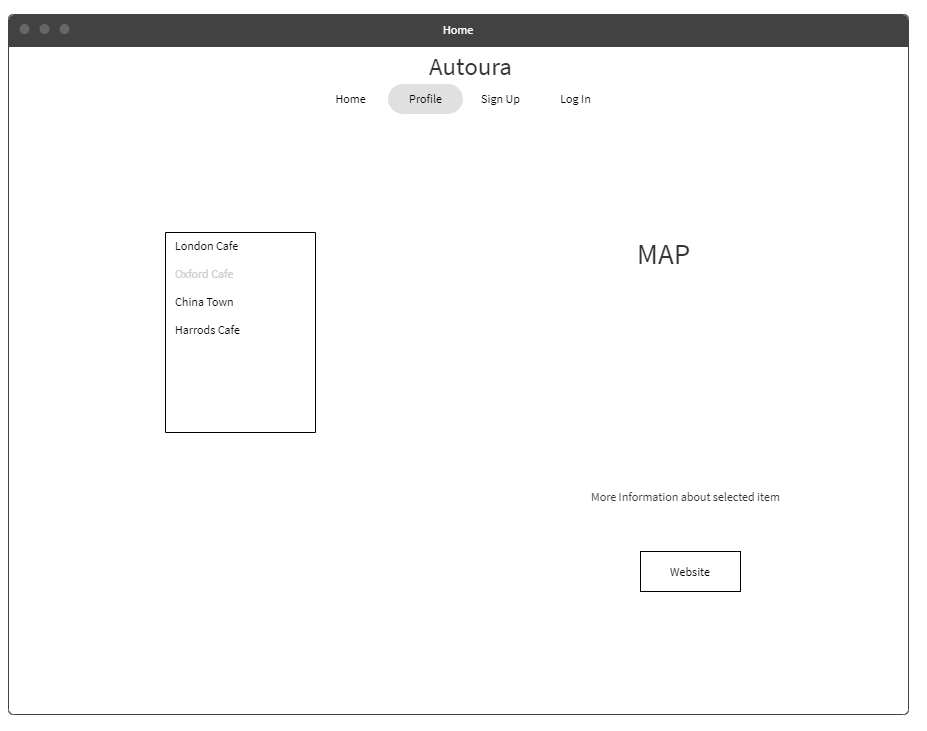 Home
Autoura
Home Profile Sign Up Log In
London Cafe
Oxford Cafe
China Town
Harrods Cafe
MAP
More Information about selected item
Website